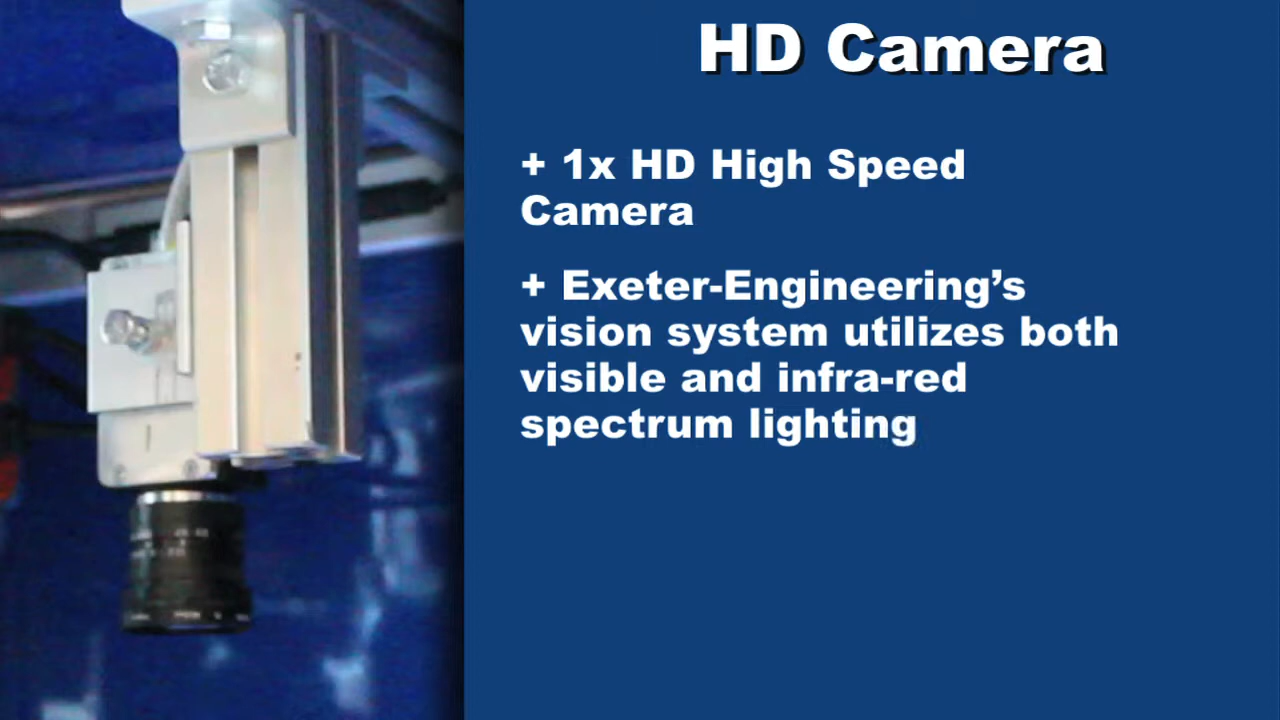 HD Camera
+ 1x HD High Speed
Camera
+ Exeter-Engineering’s
vision system utilizes both
visible and infra-red
spectrum lighting